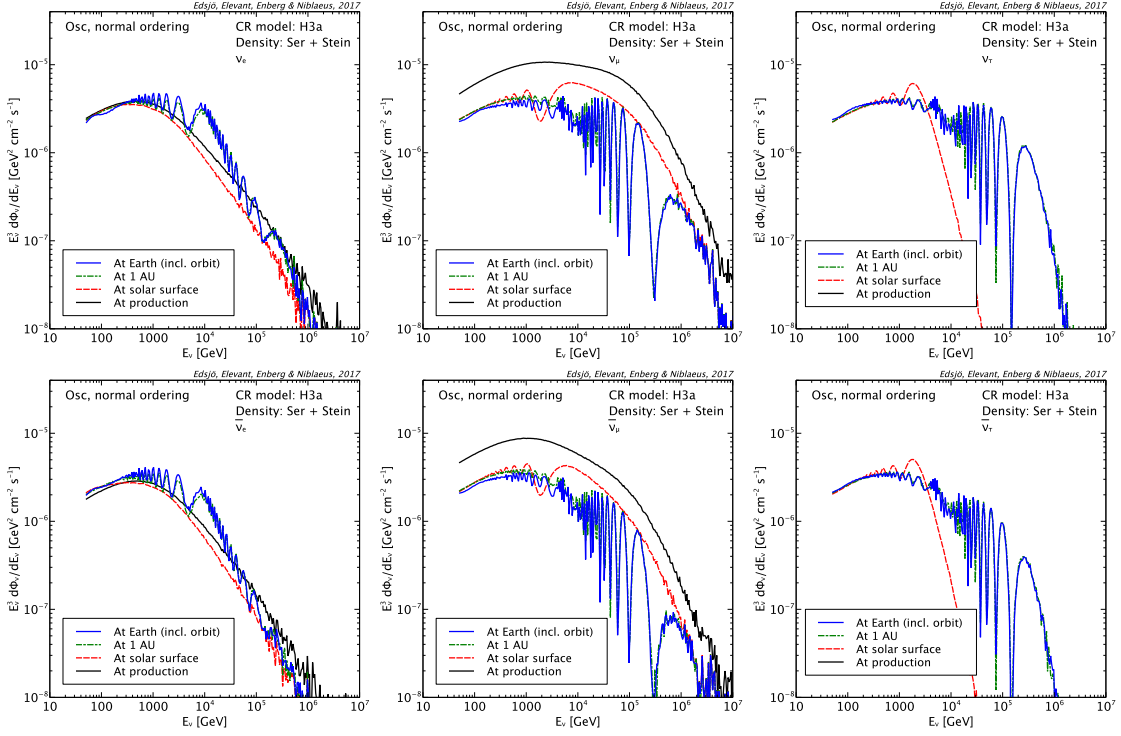 Edsjö, Elevant, Enberg & Niblaeus, 2017
Osc, normal ordering
CR model: H3a
Density: Ser + Stein
νe
10⁻⁵
10⁻⁶
10⁻⁷
10⁻⁸
E³ν dΦν/dEν [GeV² cm⁻² s⁻¹]
At Earth (incl. orbit)
At 1 AU
At solar surface
At production
10 100 1000 10⁴ 10⁵ 10⁶ 10⁷
Eν [GeV]
Edsjö, Elevant, Enberg & Niblaeus, 2017
Osc, normal ordering
CR model: H3a
Density: Ser + Stein
νμ
10⁻⁵
10⁻⁶
10⁻⁷
10⁻⁸
E³ν dΦν/dEν [GeV² cm⁻² s⁻¹]
At Earth (incl. orbit)
At 1 AU
At solar surface
At production
10 100 1000 10⁴ 10⁵ 10⁶ 10⁷
Eν [GeV]
Edsjö, Elevant, Enberg & Niblaeus, 2017
Osc, normal ordering
CR model: H3a
Density: Ser + Stein
ντ
10⁻⁵
10⁻⁶
10⁻⁷
10⁻⁸
E³ν dΦν/dEν [GeV² cm⁻² s⁻¹]
At Earth (incl. orbit)
At 1 AU
At solar surface
At production
10 100 1000 10⁴ 10⁵ 10⁶ 10⁷
Eν [GeV]
Edsjö, Elevant, Enberg & Niblaeus, 2017
Osc, normal ordering
CR model: H3a
Density: Ser + Stein
ν̅e
10⁻⁵
10⁻⁶
10⁻⁷
10⁻⁸
E³ν dΦν/dEν [GeV² cm⁻² s⁻¹]
At Earth (incl. orbit)
At 1 AU
At solar surface
At production
10 100 1000 10⁴ 10⁵ 10⁶ 10⁷
Eν [GeV]
Edsjö, Elevant, Enberg & Niblaeus, 2017
Osc, normal ordering
CR model: H3a
Density: Ser + Stein
ν̅μ
10⁻⁵
10⁻⁶
10⁻⁷
10⁻⁸
E³ν dΦν/dEν [GeV² cm⁻² s⁻¹]
At Earth (incl. orbit)
At 1 AU
At solar surface
At production
10 100 1000 10⁴ 10⁵ 10⁶ 10⁷
Eν [GeV]
Edsjö, Elevant, Enberg & Niblaeus, 2017
Osc, normal ordering
CR model: H3a
Density: Ser + Stein
ν̅τ
10⁻⁵
10⁻⁶
10⁻⁷
10⁻⁸
E³ν dΦν/dEν [GeV² cm⁻² s⁻¹]
At Earth (incl. orbit)
At 1 AU
At solar surface
At production
10 100 1000 10⁴ 10⁵ 10⁶ 10⁷
Eν [GeV]